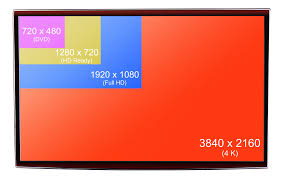 720 x 480
(DVD)
1280 x 720
(HD Ready)
1920 x 1080
(Full HD)
3840 x 2160
(4 K)